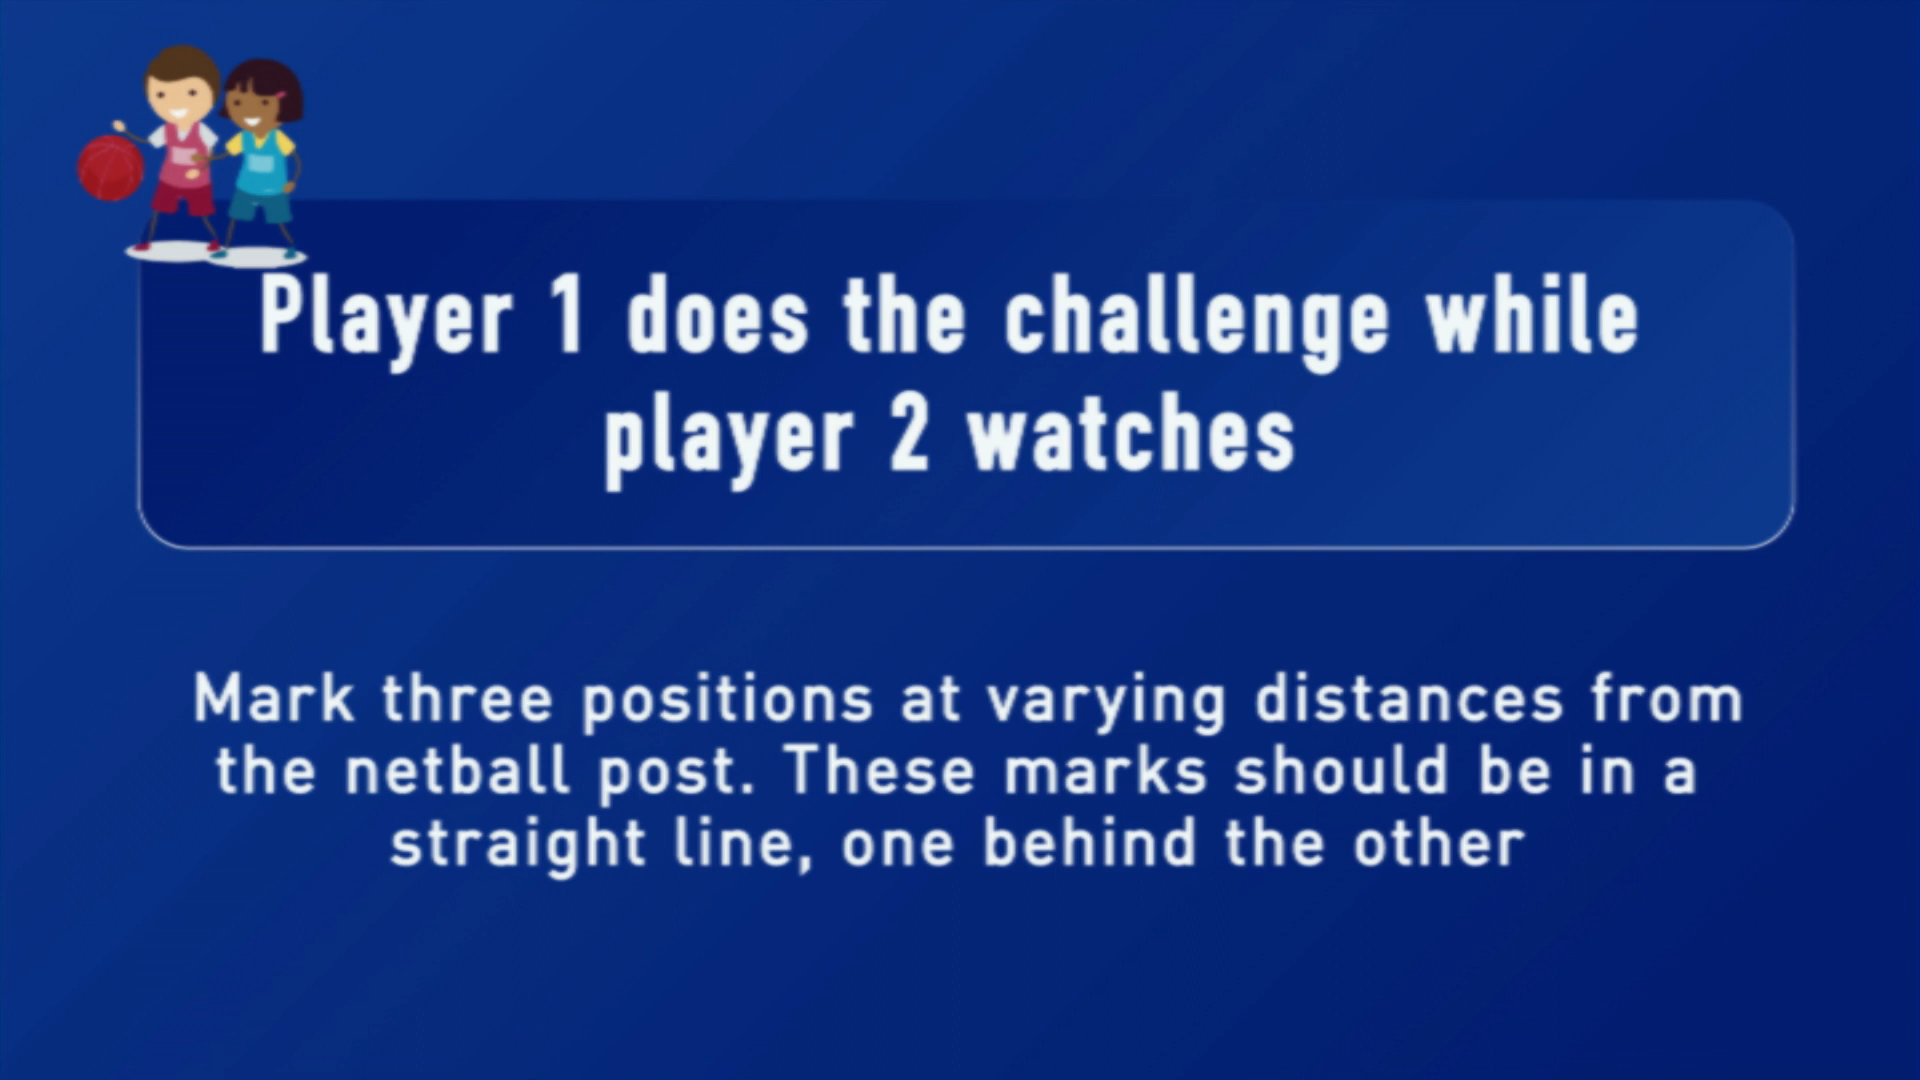 Player 1 does the challenge while
player 2 watches
Mark three positions at varying distances from
the netball post. These marks should be in a
straight line, one behind the other